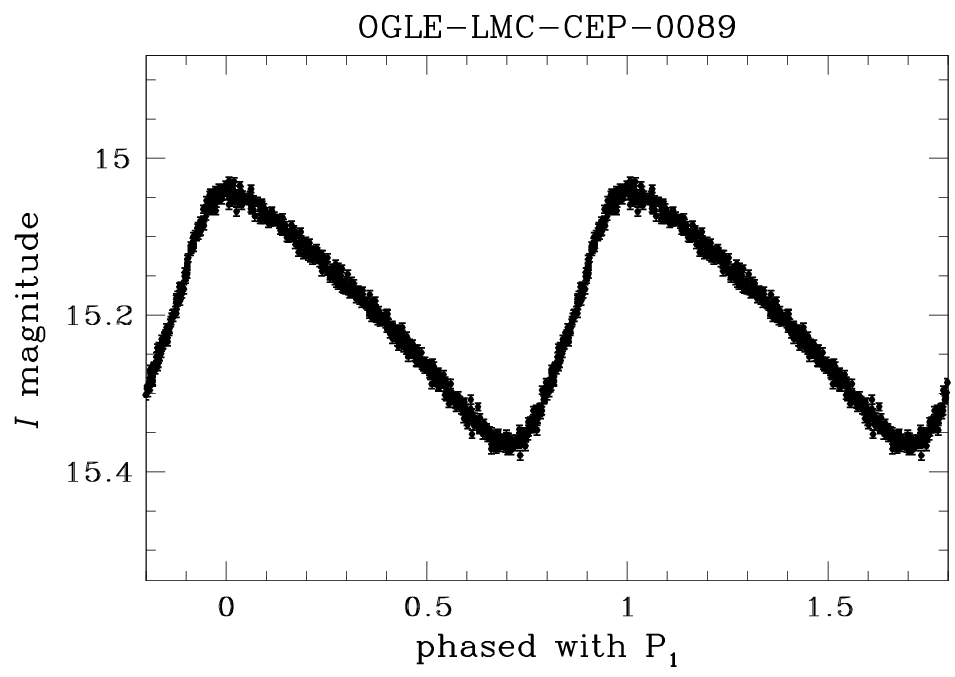 OGLE-LMC-CEP-0089
I magnitude
15
15.2
15.4
0 0.5 1 1.5
phased with P₁